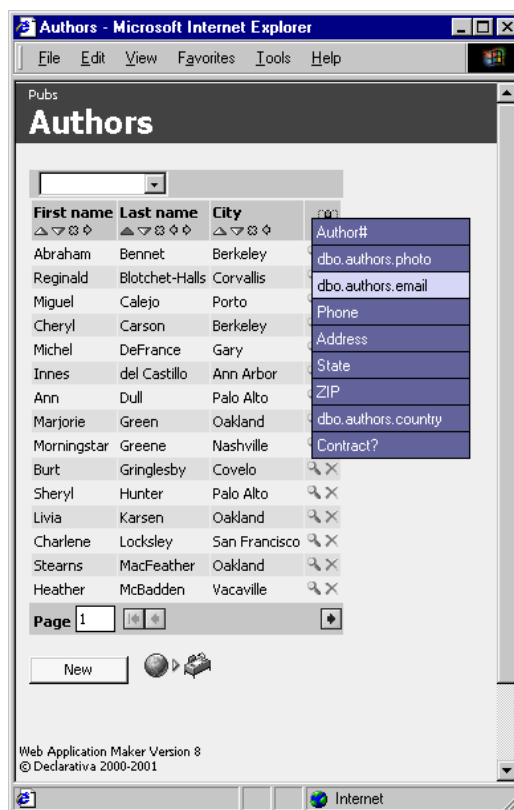 Authors - Microsoft Internet Explorer
File Edit View Favorites Tools Help
Pubs
Authors
First name Last name City
Author#
Abraham Bennet Berkeley
dbo.authors.photo
Reginald Blotchet-Halls Corvallis
dbo.authors.email
Miguel Calejo Porto
Phone
Cheryl Carson Berkeley
Address
Michel DeFrance Gary
State
Innes del Castillo Ann Arbor
ZIP
Ann Dull Palo Alto
dbo.authors.country
Marjorie Green Oakland
Contract?
Morningstar Greene Nashville
Burt Gringlesby Covelo
Sheryl Hunter Palo Alto
Livia Karsen Oakland
Charlene Locksley San Francisco
Stearns MacFeather Oakland
Heather McBadden Vacaville
Page 1
New
Web Application Maker Version 8
© Declarativa 2000-2001
Internet